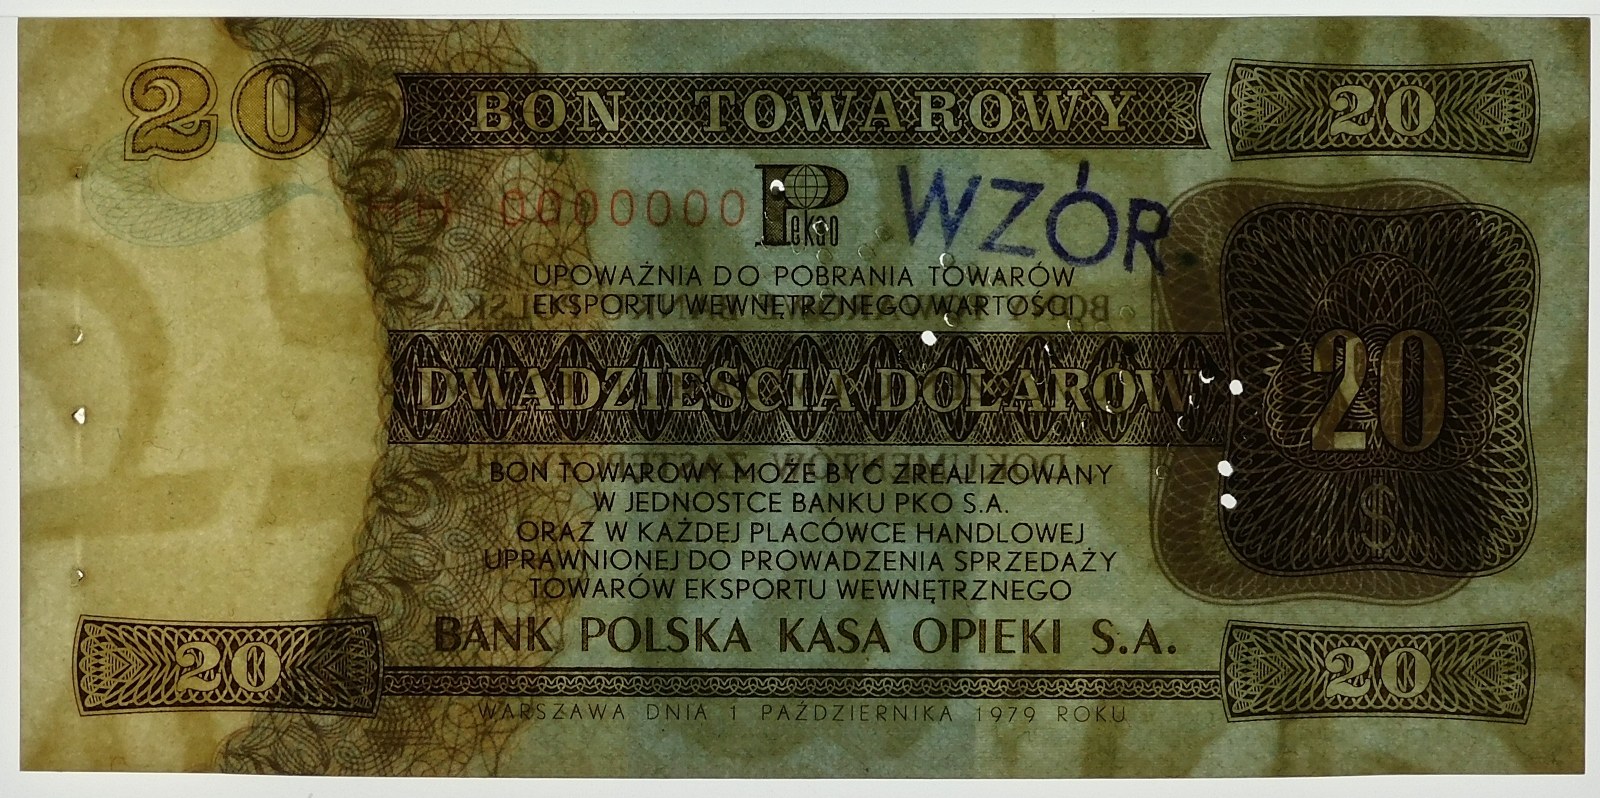 20 BON TOWAROWY 20
HH 0000000 Pekao WZÓR
UPOWAŻNIA DO POBRANIA TOWARÓW
EKSPORTU WEWNĘTRZNEGO WARTOŚCI
DWADZIEŚCIA DOLARÓW 20
$
BON TOWAROWY MOŻE BYĆ ZREALIZOWANY
W JEDNOSTCE BANKU PKO S.A.
ORAZ W KAŻDEJ PLACÓWCE HANDLOWEJ
UPRAWNIONEJ DO PROWADZENIA SPRZEDAŻY
TOWARÓW EKSPORTU WEWNĘTRZNEGO
20 BANK POLSKA KASA OPIEKI S.A. 20
WARSZAWA DNIA 1 PAŹDZIERNIKA 1979 ROKU